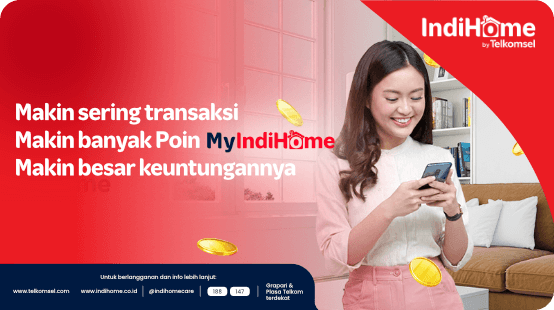 IndiHome
by Telkomsel
Makin sering transaksi
Makin banyak Poin MyIndiHome
Makin besar keuntungannya
Untuk berlangganan dan info lebih lanjut:
www.telkomsel.com www.indihome.co.id @indihomecare 188 147 Grapari &
Plasa Telkom
terdekat